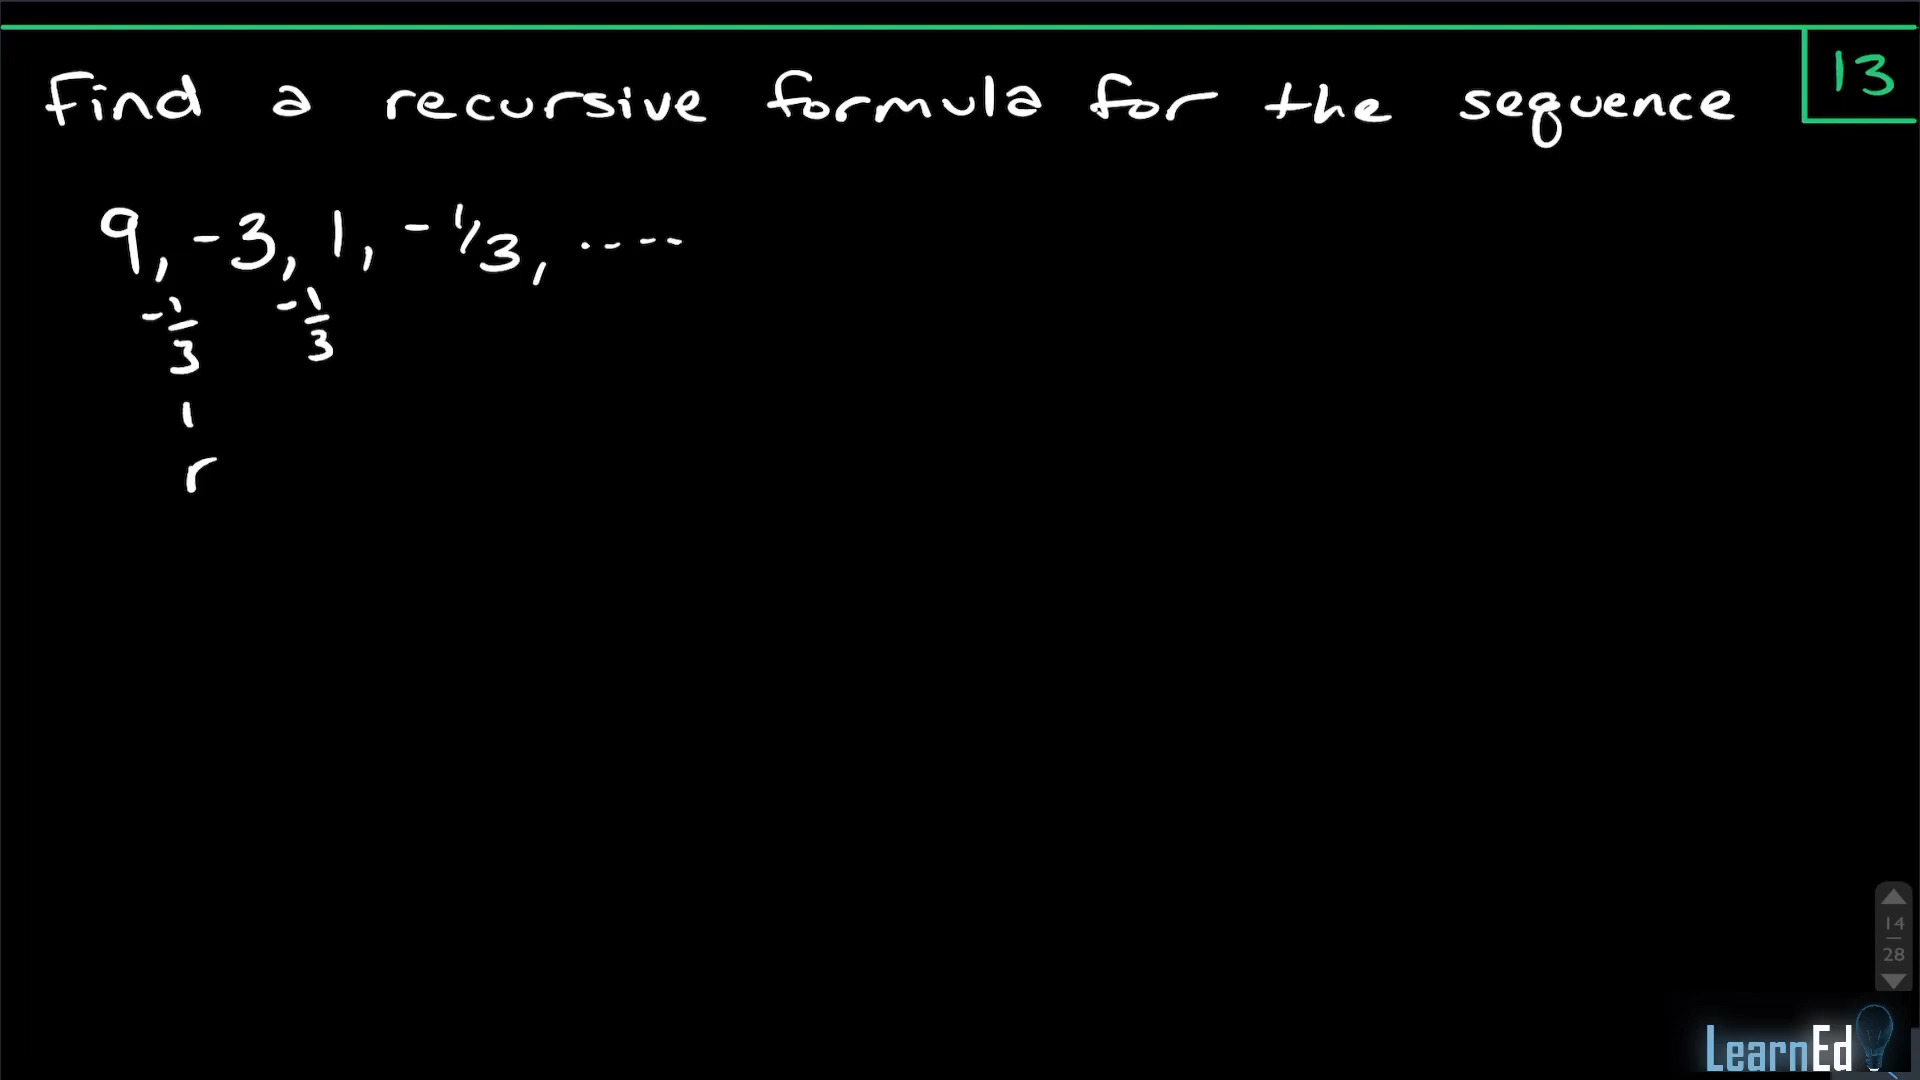 Find a recursive formula for the sequence
13
9, -3, 1, -1/3, ....
-1/3 -1/3
r
14
28
LearnEd